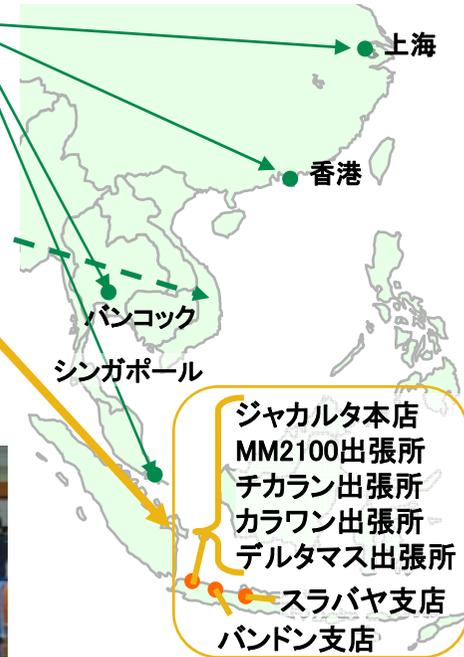 上海
香港
バンコック
シンガポール
ジャカルタ本店
MM2100出張所
チカラン出張所
カラワン出張所
デルタマス出張所
スラバヤ支店
バンドン支店